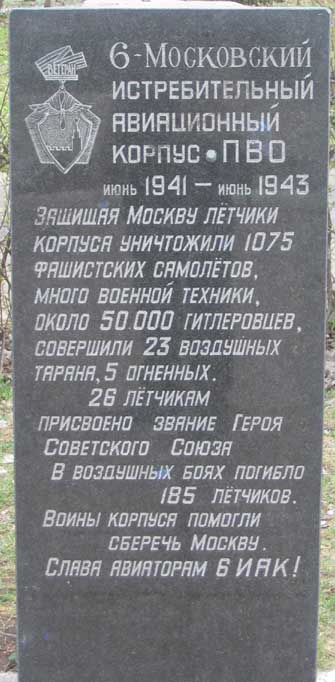 ВЕТЕРАН
6-Московский
истребительный
авиационный
корпус • ПВО
июнь 1941 — июнь 1943
Защищая Москву лётчики
корпуса уничтожили 1075
фашистских самолётов,
много военной техники,
около 50.000 гитлеровцев,
совершили 23 воздушных
тарана, 5 огненных.
26 лётчикам
присвоено звание Героя
Советского Союза
В воздушных боях погибло
185 лётчиков.
Воины корпуса помогли
сберечь Москву.
Слава авиаторам 6 ИАК!